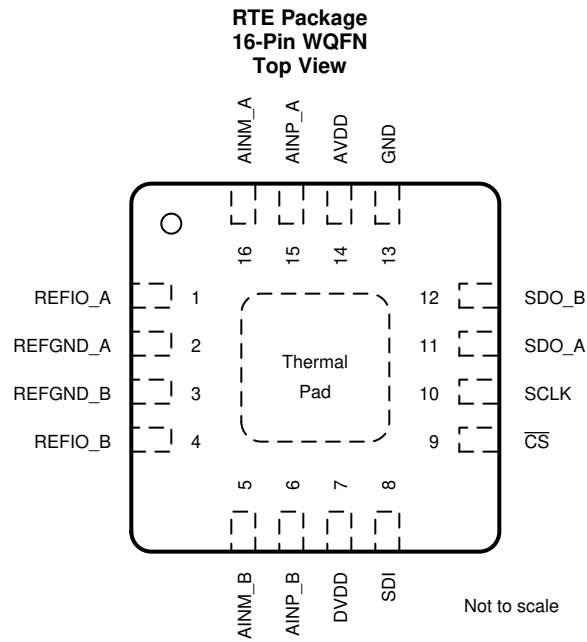 RTE Package
16-Pin WQFN
Top View
AINM_A
AINP_A
AVDD
GND
16
15
14
13
REFIO_A 1
REFGND_A 2
REFGND_B 3
REFIO_B 4
Thermal
Pad
12 SDO_B
11 SDO_A
10 SCLK
9 CS
5
6
7
8
AINM_B
AINP_B
DVDD
SDI
Not to scale